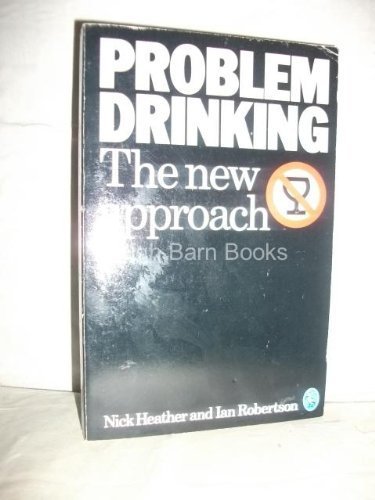 PROBLEM
DRINKING
The new
approach
Barn Books
Nick Heather and Ian Robertson